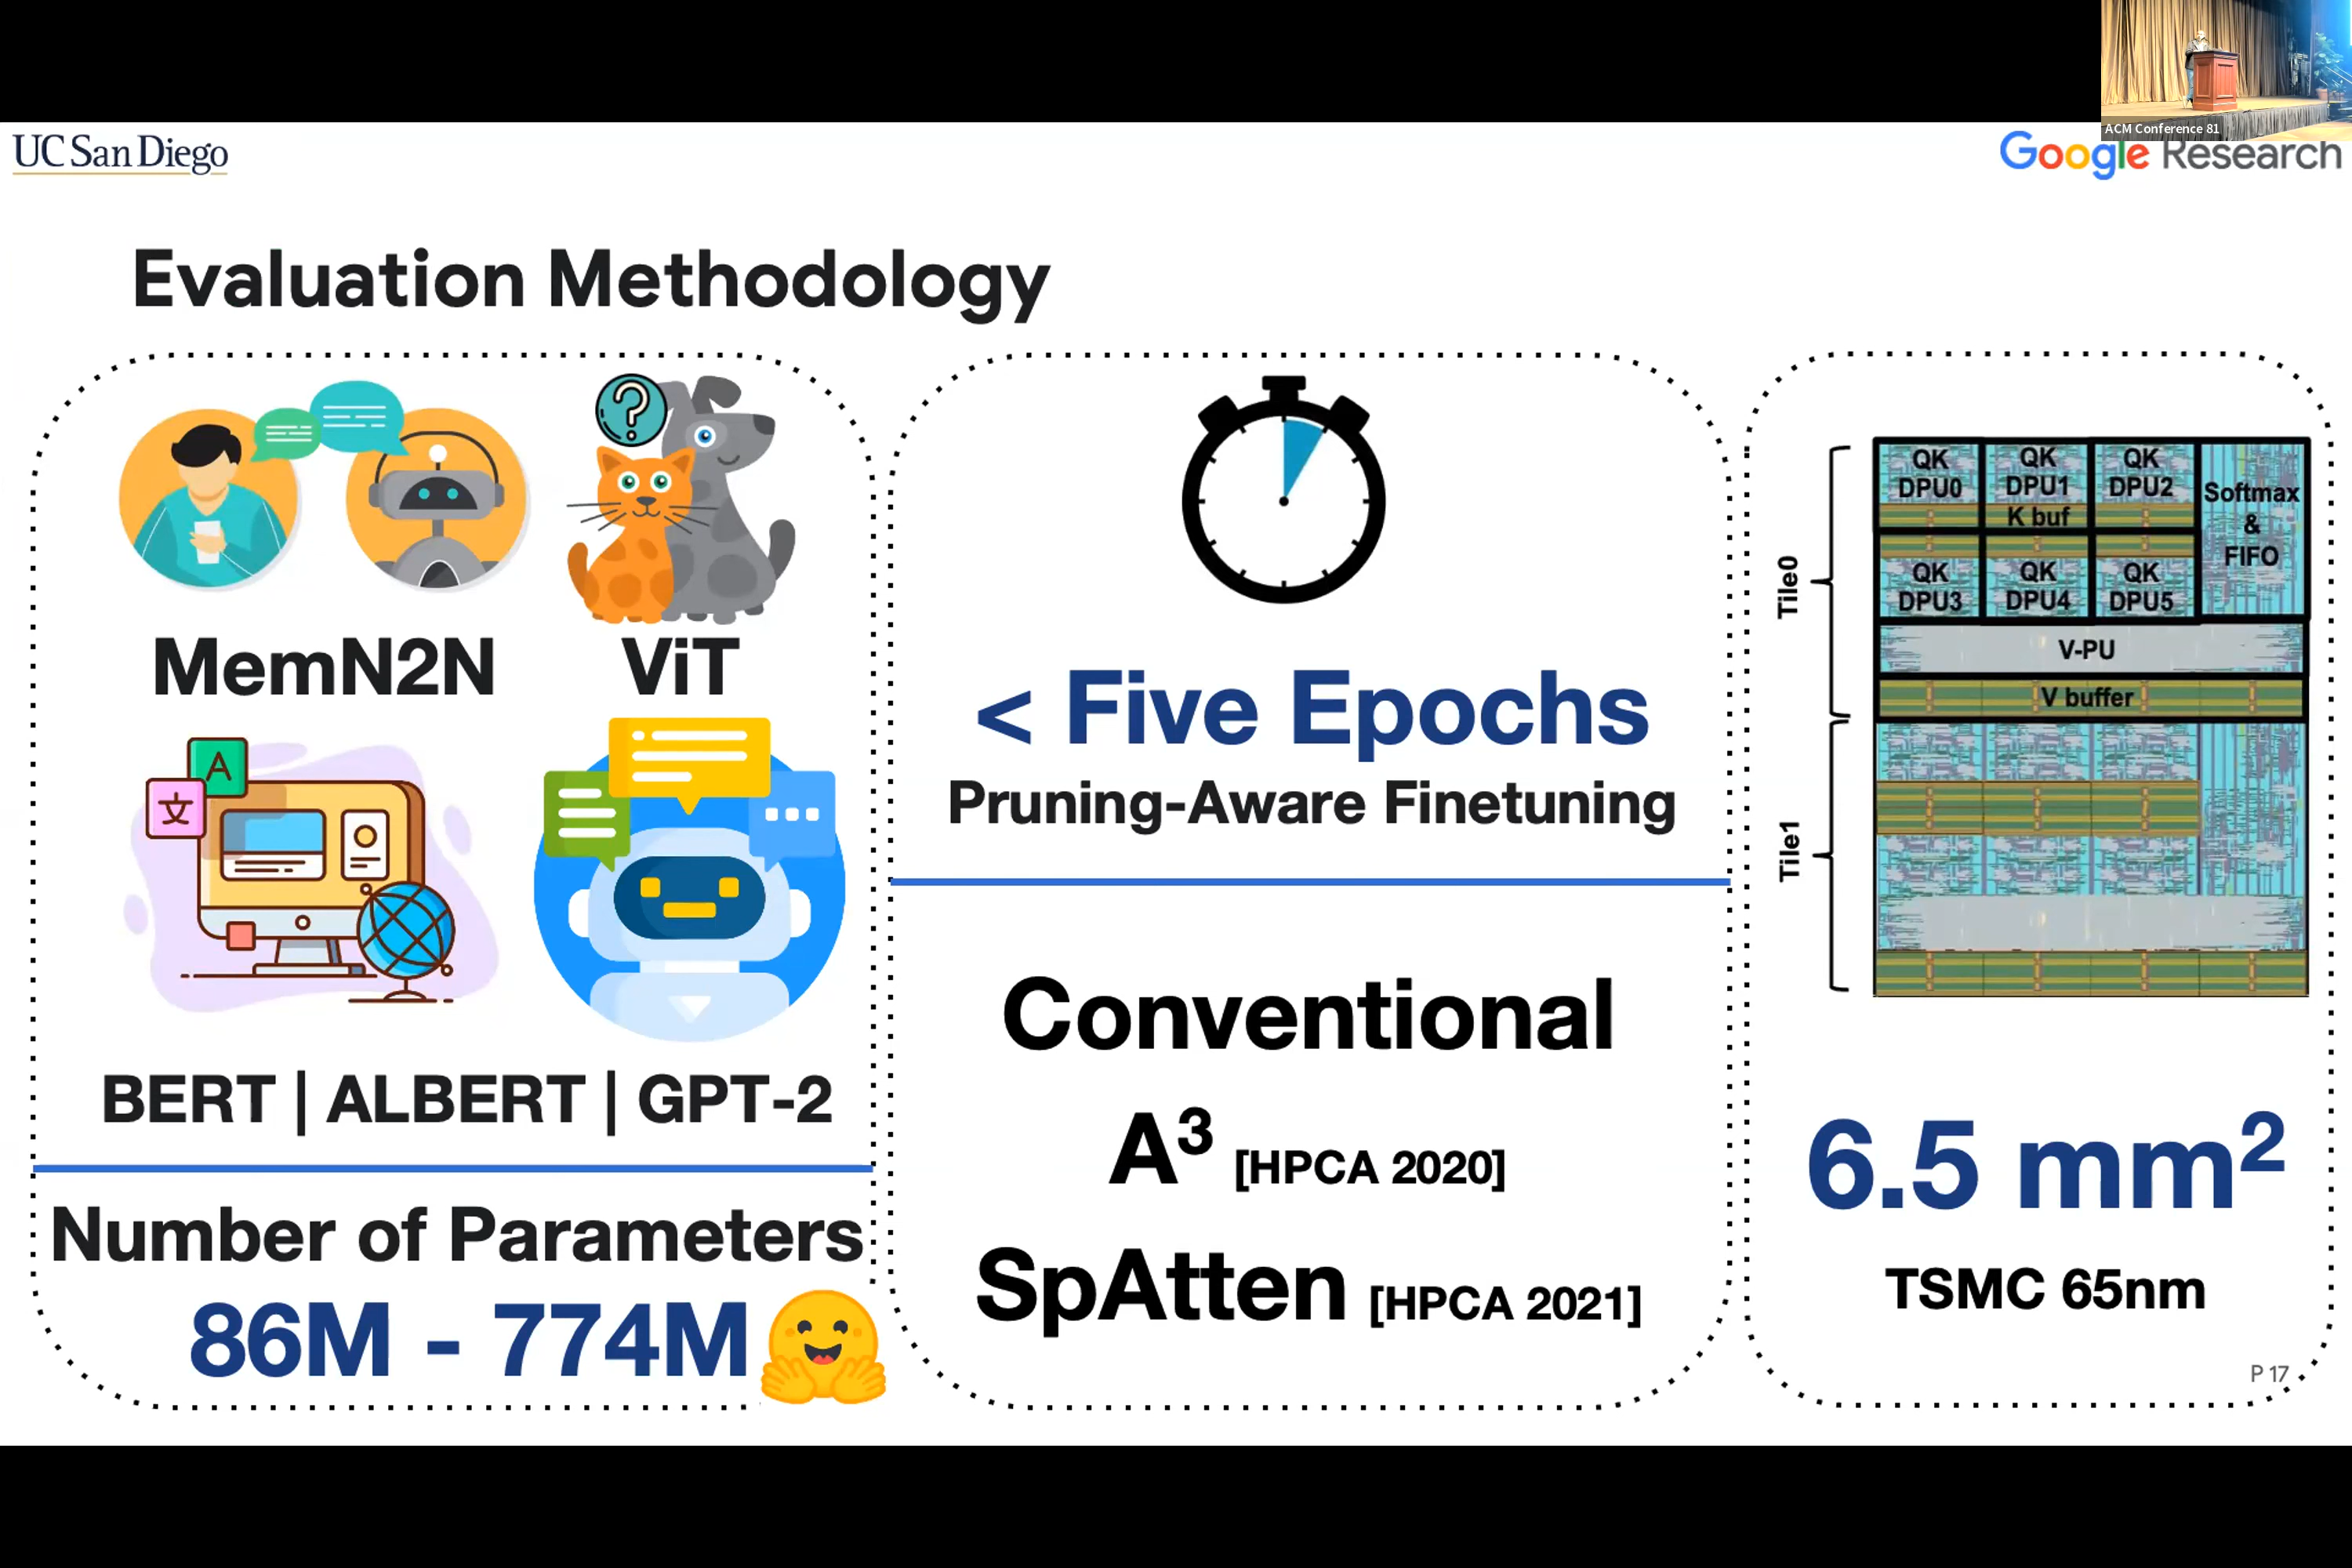 ACM Conference 81
UC San Diego
Google Research
Evaluation Methodology
MemN2N
ViT
A
文
BERT | ALBERT | GPT-2
Number of Parameters
86M - 774M
< Five Epochs
Pruning-Aware Finetuning
Conventional
A³ [HPCA 2020]
SpAtten [HPCA 2021]
Tile0
QK DPU0
QK DPU1
QK DPU2
K buf
Softmax & FIFO
QK DPU3
QK DPU4
QK DPU5
V-PU
V buffer
Tile1
6.5 mm²
TSMC 65nm
P 17